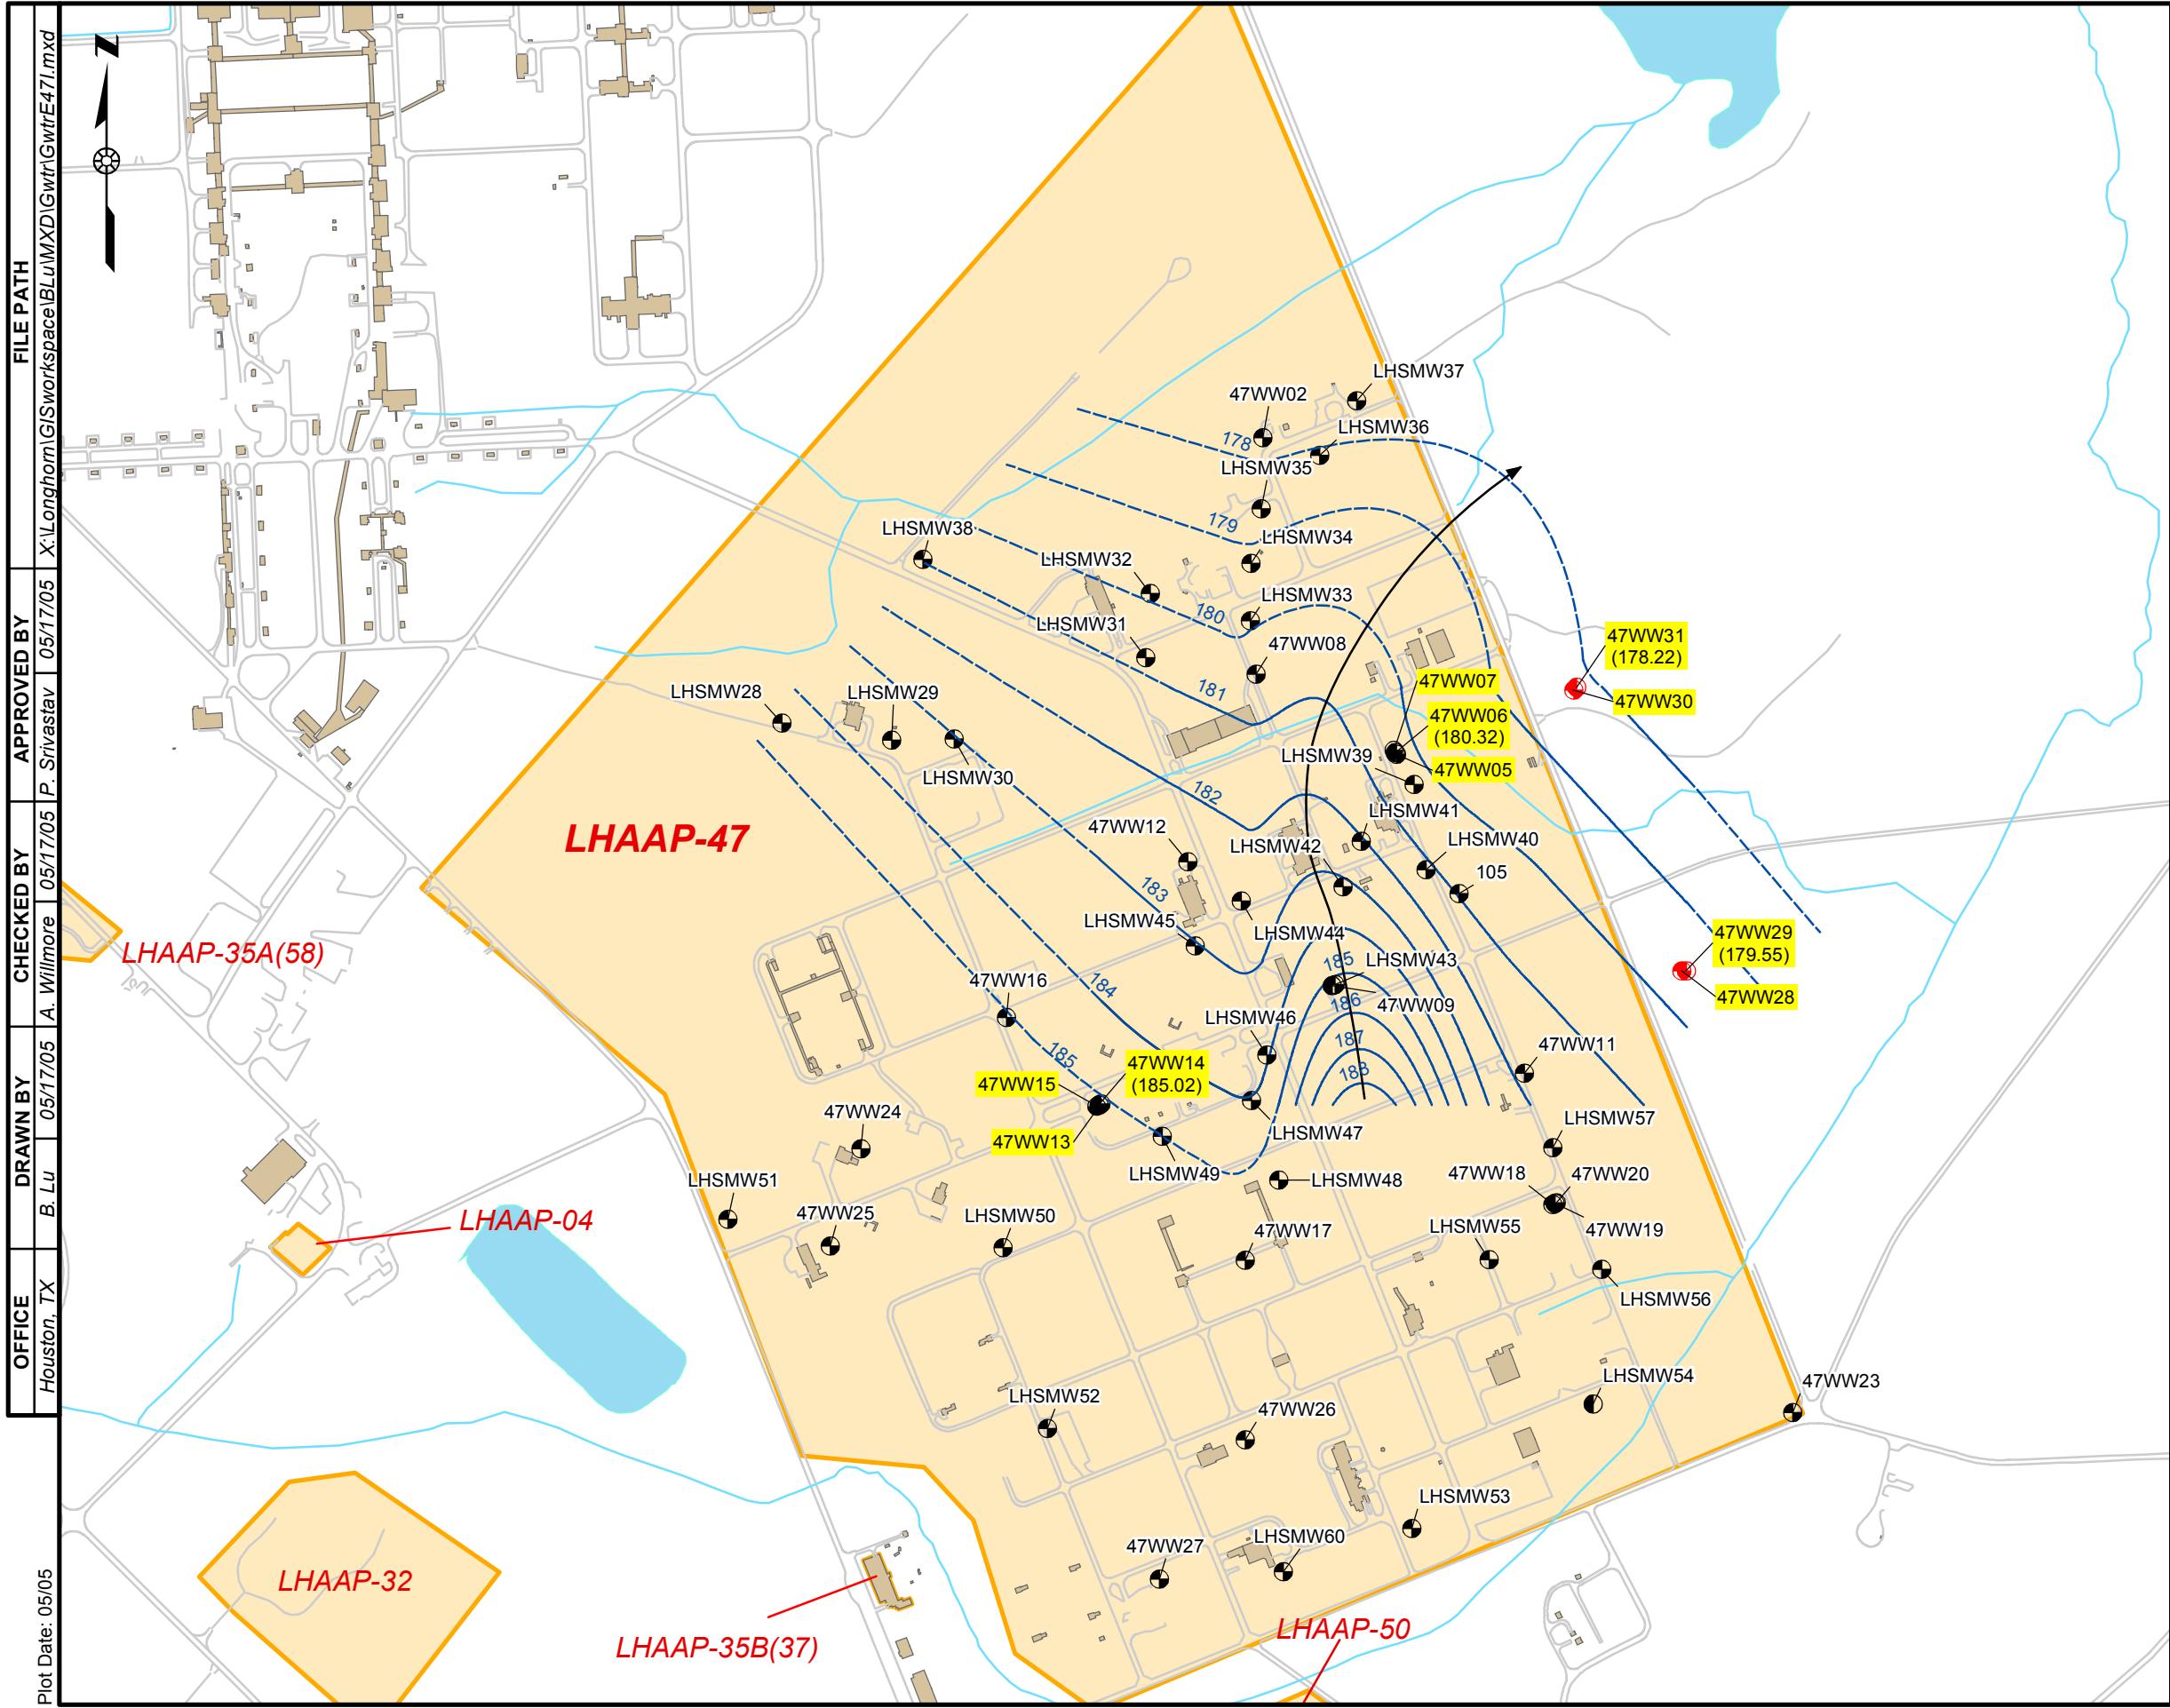 FILE PATH
X:\Longhorn\GISworkspace\BLu\MXD\Gwtr\GwtrE47I.mxd
APPROVED BY
P. Srivastav
05/17/05
CHECKED BY
A. Willmore
05/17/05
DRAWN BY
B. Lu
05/17/05
OFFICE
Houston, TX
Plot Date: 05/05
N
LHSMW37
47WW02
LHSMW36
178
LHSMW35
179
LHSMW34
LHSMW38
LHSMW32
LHSMW33
180
LHSMW31
47WW08
47WW31
(178.22)
47WW30
181
47WW07
47WW06
(180.32)
47WW05
LHSMW28
LHSMW29
LHSMW30
LHSMW39
182
LHSMW41
47WW12
LHSMW42
LHSMW40
105
LHAAP-47
183
LHSMW45
LHSMW44
47WW29
(179.55)
47WW28
LHAAP-35A(58)
185
LHSMW43
47WW16
184
186
47WW09
LHSMW46
187
47WW11
185
47WW14
(185.02)
188
47WW15
47WW24
47WW13
LHSMW47
LHSMW57
LHSMW49
LHSMW48
47WW18
47WW20
LHSMW51
47WW25
LHSMW50
47WW17
LHSMW55
47WW19
LHAAP-04
LHSMW56
LHSMW54
47WW23
LHSMW52
47WW26
LHSMW53
LHSMW60
47WW27
LHAAP-32
LHAAP-35B(37)
LHAAP-50